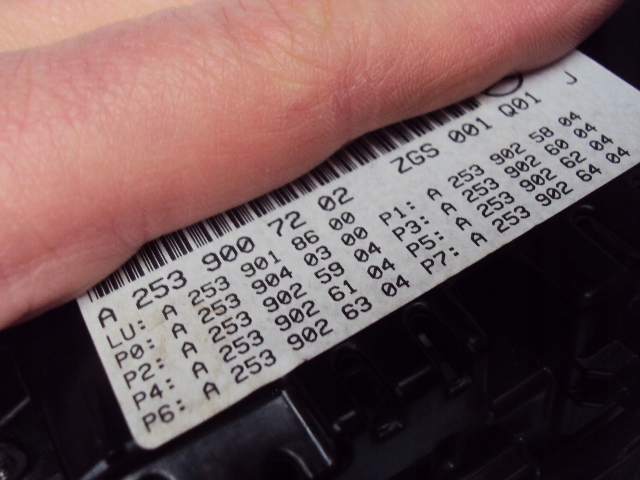 A 253 900 72 02 ZGS 001 Q01 J
LU: A 253 901 86 00
P0: A 253 904 03 00 P1: A 253 902 58 04
P2: A 253 902 59 04 P3: A 253 902 60 04
P4: A 253 902 61 04 P5: A 253 902 62 04
P6: A 253 902 63 04 P7: A 253 902 64 04